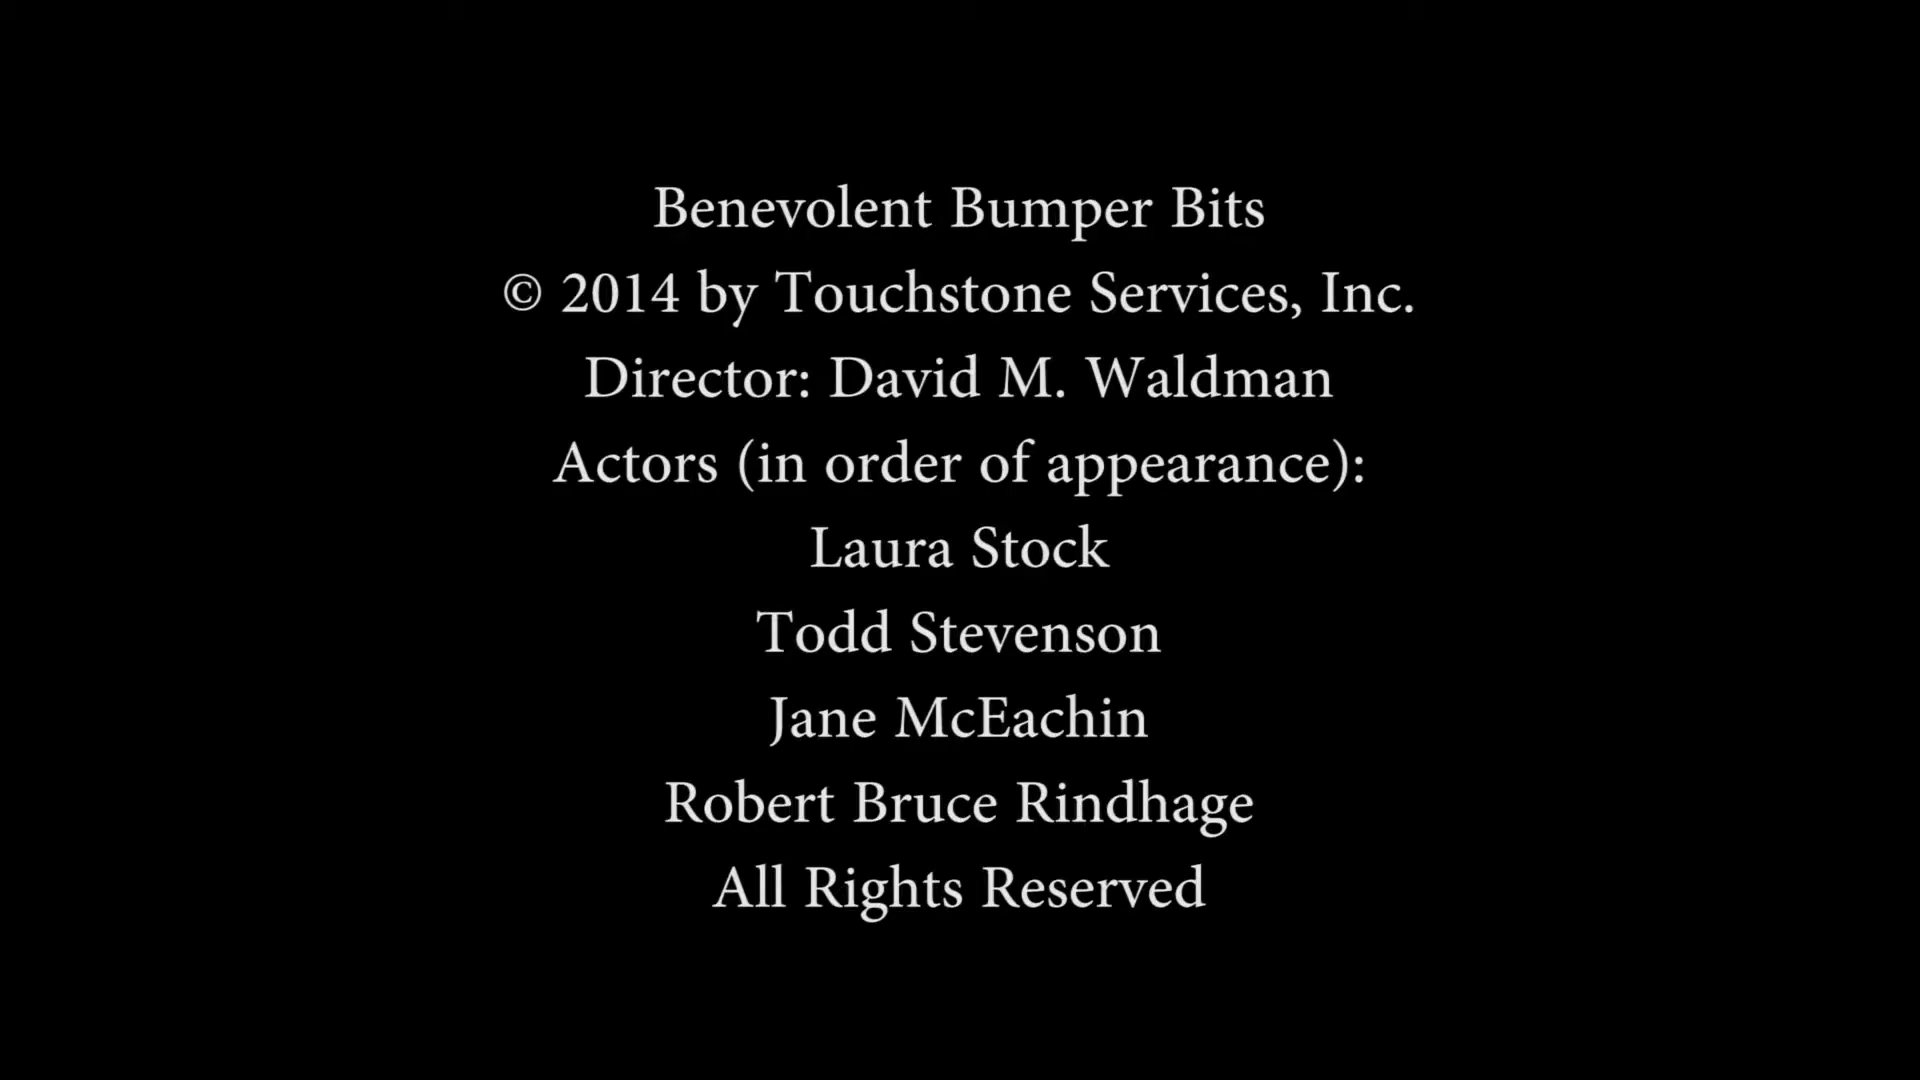 Benevolent Bumper Bits
© 2014 by Touchstone Services, Inc.
Director: David M. Waldman
Actors (in order of appearance):
Laura Stock
Todd Stevenson
Jane McEachin
Robert Bruce Rindhage
All Rights Reserved